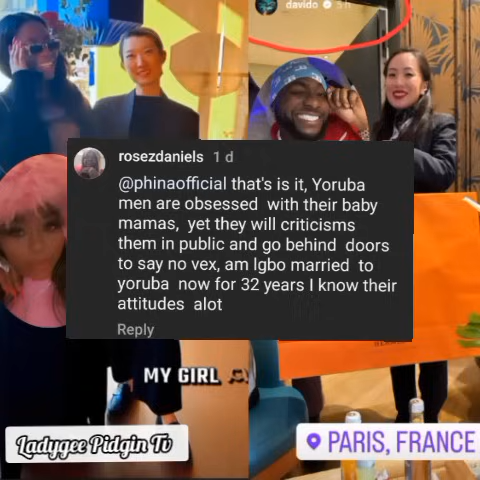 davido 3 h
rosezdaniels 1 d
@phinaofficial that's is it, Yoruba
men are obsessed with their baby
mamas, yet they will criticisms
them in public and go behind doors
to say no vex, am Igbo married to
yoruba now for 32 years I know their
attitudes alot
Reply
MY GIRL
Ladygee Pidgin Tv
PARIS, FRANCE